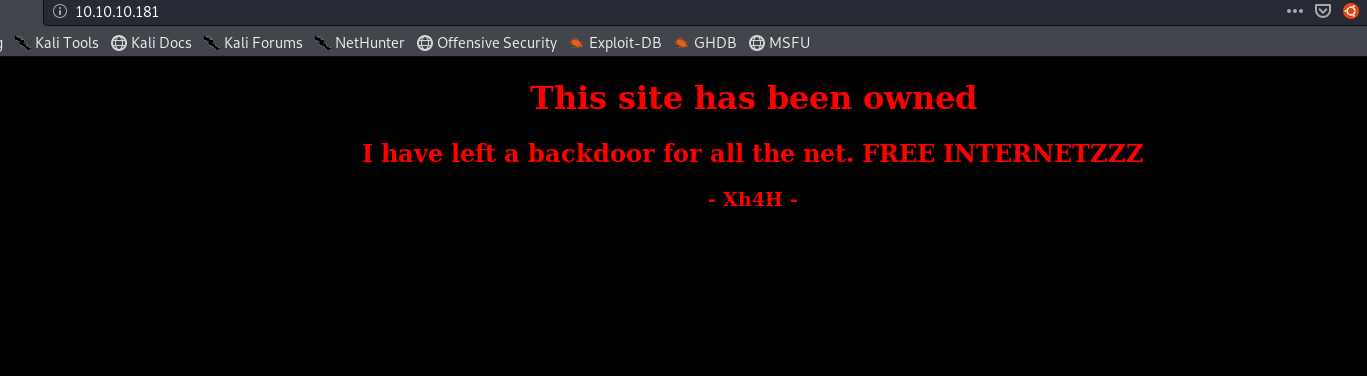 10.10.10.181
g Kali Tools Kali Docs Kali Forums NetHunter Offensive Security Exploit-DB GHDB MSFU
This site has been owned
I have left a backdoor for all the net. FREE INTERNETZZZ
- Xh4H -